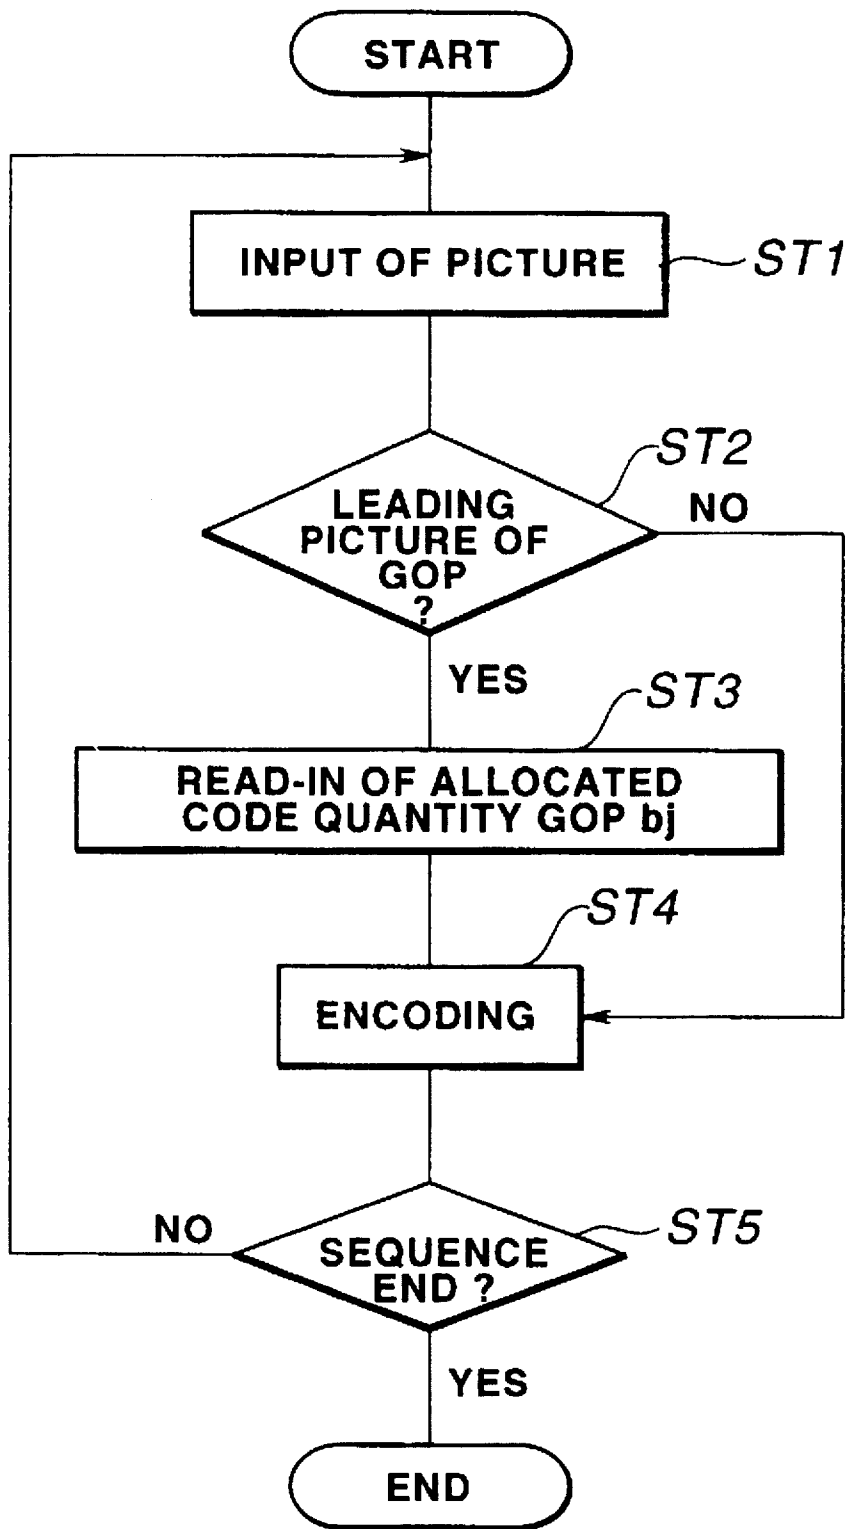 START
INPUT OF PICTURE
ST1
ST2
LEADING
PICTURE OF
GOP
?
NO
YES
ST3
READ-IN OF ALLOCATED
CODE QUANTITY GOP bj
ST4
ENCODING
NO
SEQUENCE
END ?
ST5
YES
END